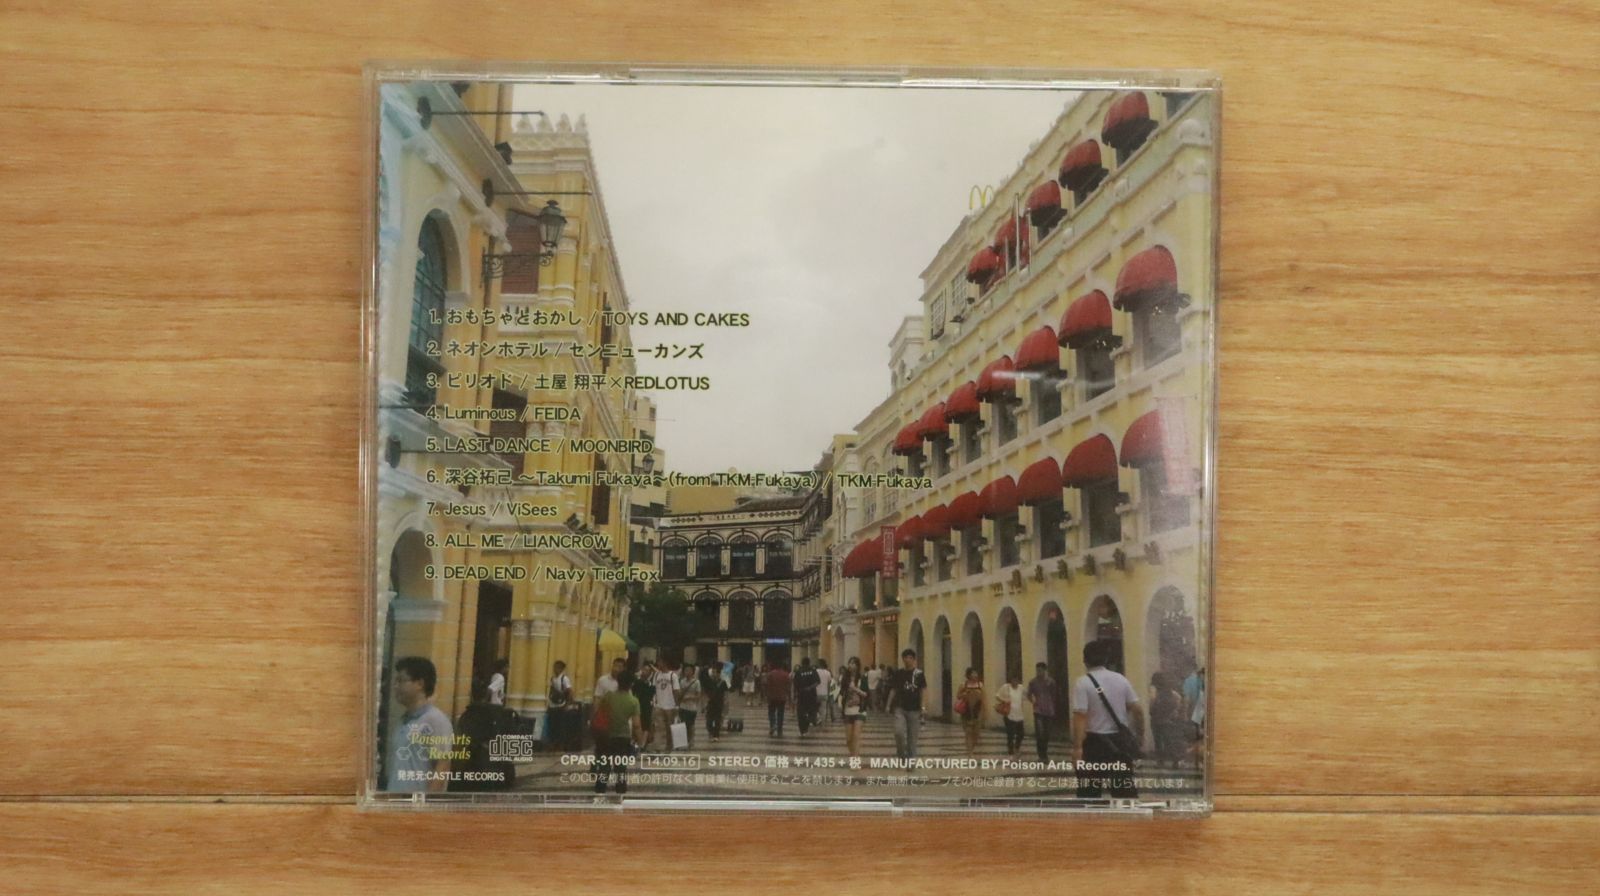 1. おもちゃとおかし / TOYS AND CAKES
2. ネオンホテル / センニューカンズ
3. ピリオド / 土屋 翔平×REDLOTUS
4. Luminous / FEIDA
5. LAST DANCE / MOONBIRD
6. 深谷拓己 ～Takumi Fukaya～(from TKM-Fukaya) / TKM-Fukaya
7. Jesus / ViSees
8. ALL ME / LIANCROW
9. DEAD END / Navy Tied Fox
PoisonArts
Records
発売元:CASTLE RECORDS
COMPACT
disc
DIGITAL AUDIO
CPAR-31009 14.09.16 STEREO 価格 ¥1,435+税 MANUFACTURED BY Poison Arts Records.
このCDを権利者の許可なく賃貸業に使用することを禁じます。また無断でテープその他に録音することは法律で禁じられています。